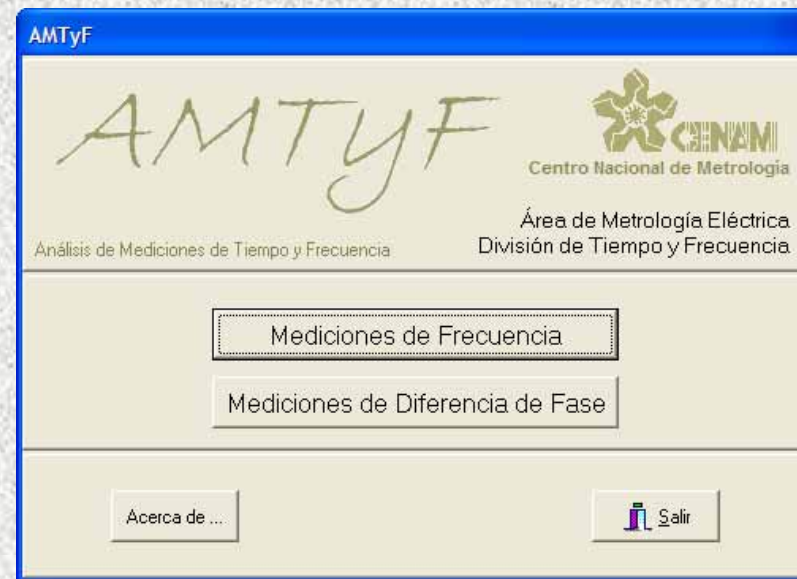 AMTyF
AMTyF
CENAM
Centro Nacional de Metrología
Área de Metrología Eléctrica
Análisis de Mediciones de Tiempo y Frecuencia
División de Tiempo y Frecuencia
Mediciones de Frecuencia
Mediciones de Diferencia de Fase
Acerca de ...
Salir